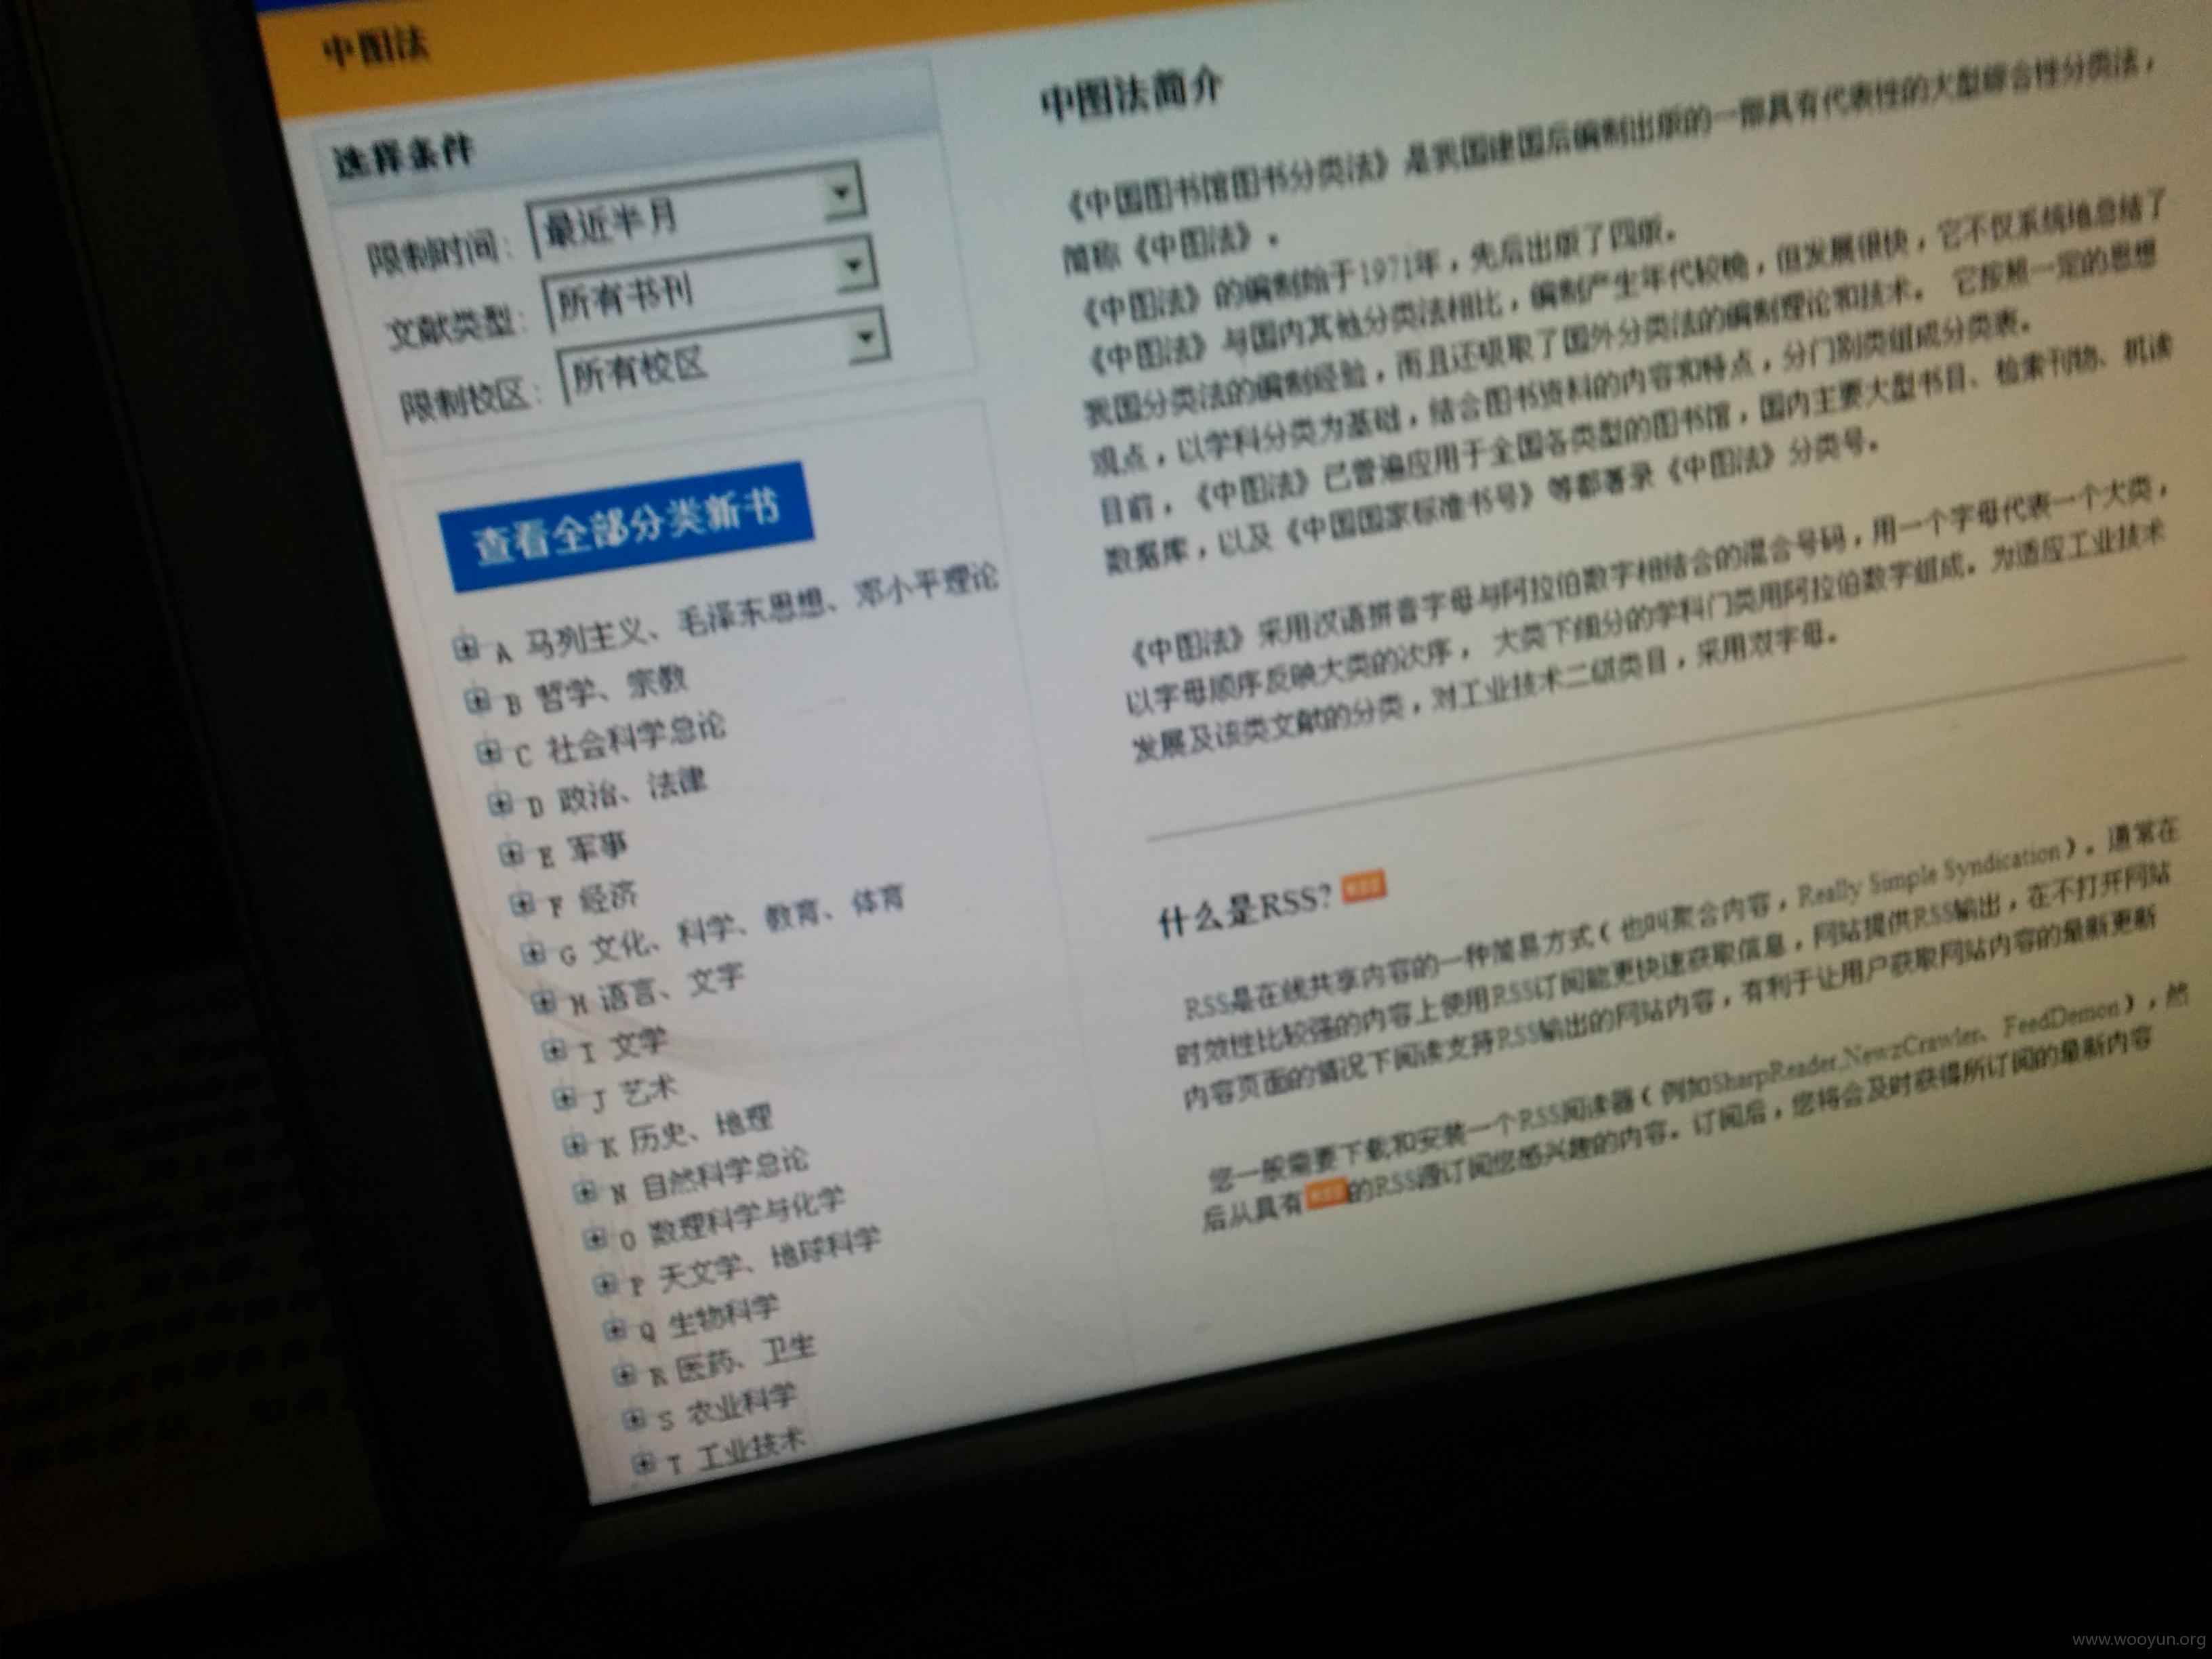 中图法
选择条件
限制时间： 最近半月
文献类型： 所有书刊
限制校区： 所有校区
查看全部分类新书
A 马列主义、毛泽东思想、邓小平理论
B 哲学、宗教
C 社会科学总论
D 政治、法律
E 军事
F 经济
G 文化、科学、教育、体育
H 语言、文字
I 文学
J 艺术
K 历史、地理
N 自然科学总论
O 数理科学与化学
P 天文学、地球科学
Q 生物科学
R 医药、卫生
S 农业科学
T 工业技术
中图法简介
《中国图书馆图书分类法》是我国建国后编制出版的一部具有代表性的大型综合性分类法，
简称《中图法》。
《中图法》的编制始于1971年，先后出版了四版。
《中图法》与国内其他分类法相比，编制产生年代较晚，但发展很快，它不仅系统地总结了
我国分类法的编制经验，而且还吸取了国外分类法的编制理论和技术。 它按照一定的思想
观点，以学科分类为基础，结合图书资料的内容和特点，分门别类组成分类表。
目前，《中图法》已普遍应用于全国各类型的图书馆，国内主要大型书目、检索刊物、机读
数据库，以及《中国国家标准书号》等都著录《中图法》分类号。
《中图法》采用汉语拼音字母与阿拉伯数字相结合的混合号码，用一个字母代表一个大类，
以字母顺序反映大类的次序， 大类下细分的学科门类用阿拉伯数字组成。为适应工业技术
发展及该类文献的分类，对工业技术二级类目，采用双字母。
什么是RSS? RSS
RSS是在线共享内容的一种简易方式（也叫聚合内容，Really Simple Syndication）。通常在
时效性比较强的内容上使用RSS订阅能更快速获取信息，网站提供RSS输出，在不打开网站
内容页面的情况下阅读支持RSS输出的网站内容，有利于让用户获取网站内容的最新更新
您一般需要下载和安装一个RSS阅读器（例如SharpReader,NewzCrawler、FeedDemon），然
后从具有RSS的RSS源订阅您感兴趣的内容。订阅后，您将会及时获得所订阅的最新内容
www.wooyun.org